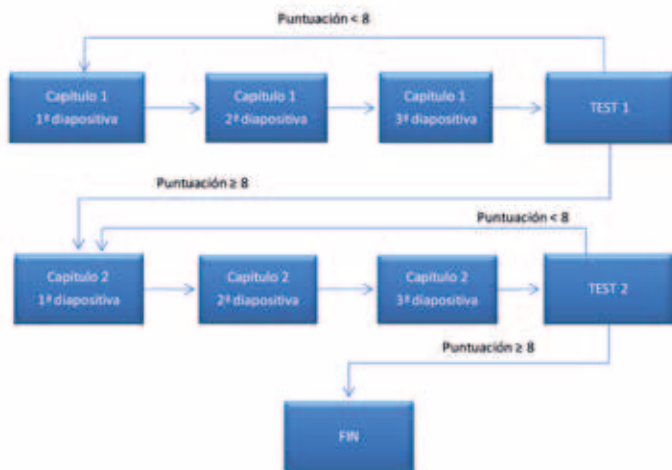 Puntuación < 8
Capítulo 1
1ª diapositiva
Capítulo 1
2ª diapositiva
Capítulo 1
3ª diapositiva
TEST 1
Puntuación ≥ 8
Puntuación < 8
Capítulo 2
1ª diapositiva
Capítulo 2
2ª diapositiva
Capítulo 2
3ª diapositiva
TEST 2
Puntuación ≥ 8
FIN